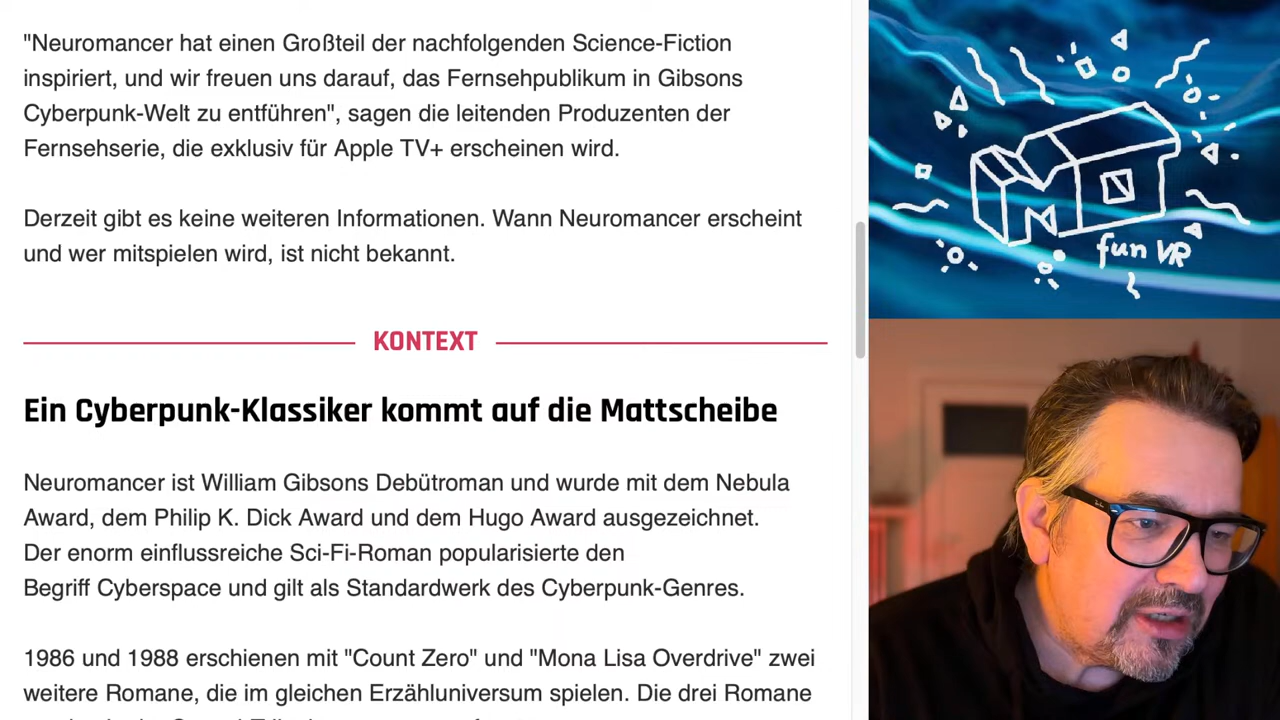 "Neuromancer hat einen Großteil der nachfolgenden Science-Fiction
inspiriert, und wir freuen uns darauf, das Fernsehpublikum in Gibsons
Cyberpunk-Welt zu entführen", sagen die leitenden Produzenten der
Fernsehserie, die exklusiv für Apple TV+ erscheinen wird.
Derzeit gibt es keine weiteren Informationen. Wann Neuromancer erscheint
und wer mitspielen wird, ist nicht bekannt.
KONTEXT
Ein Cyberpunk-Klassiker kommt auf die Mattscheibe
Neuromancer ist William Gibsons Debütroman und wurde mit dem Nebula
Award, dem Philip K. Dick Award und dem Hugo Award ausgezeichnet.
Der enorm einflussreiche Sci-Fi-Roman popularisierte den
Begriff Cyberspace und gilt als Standardwerk des Cyberpunk-Genres.
1986 und 1988 erschienen mit "Count Zero" und "Mona Lisa Overdrive" zwei
weitere Romane, die im gleichen Erzähluniversum spielen. Die drei Romane
fun VR